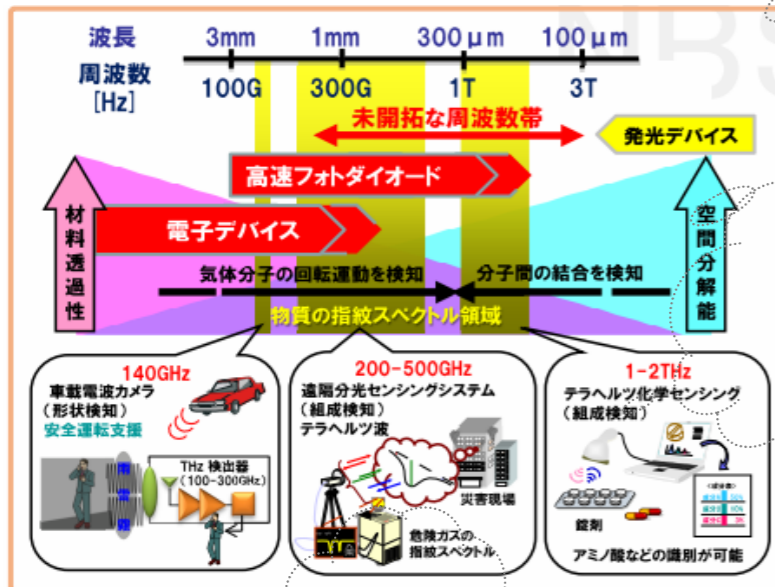 NBS
波長 3mm 1mm 300μm 100μm
周波数 [Hz] 100G 300G 1T 3T
未開拓な周波数帯
発光デバイス
高速フォトダイオード
電子デバイス
材料透過性
空間分解能
気体分子の回転運動を検知
分子間の結合を検知
物質の指紋スペクトル領域
140GHz
車載電波カメラ
(形状検知)
安全運転支援
THz 検出器
(100-300GHz)
200-500GHz
遠隔分光センシングシステム
(組成検知)
テラヘルツ波
災害現場
危険ガスの
指紋スペクトル
1-2THz
テラヘルツ化学センシング
(組成検知)
錠剤
アミノ酸などの識別が可能